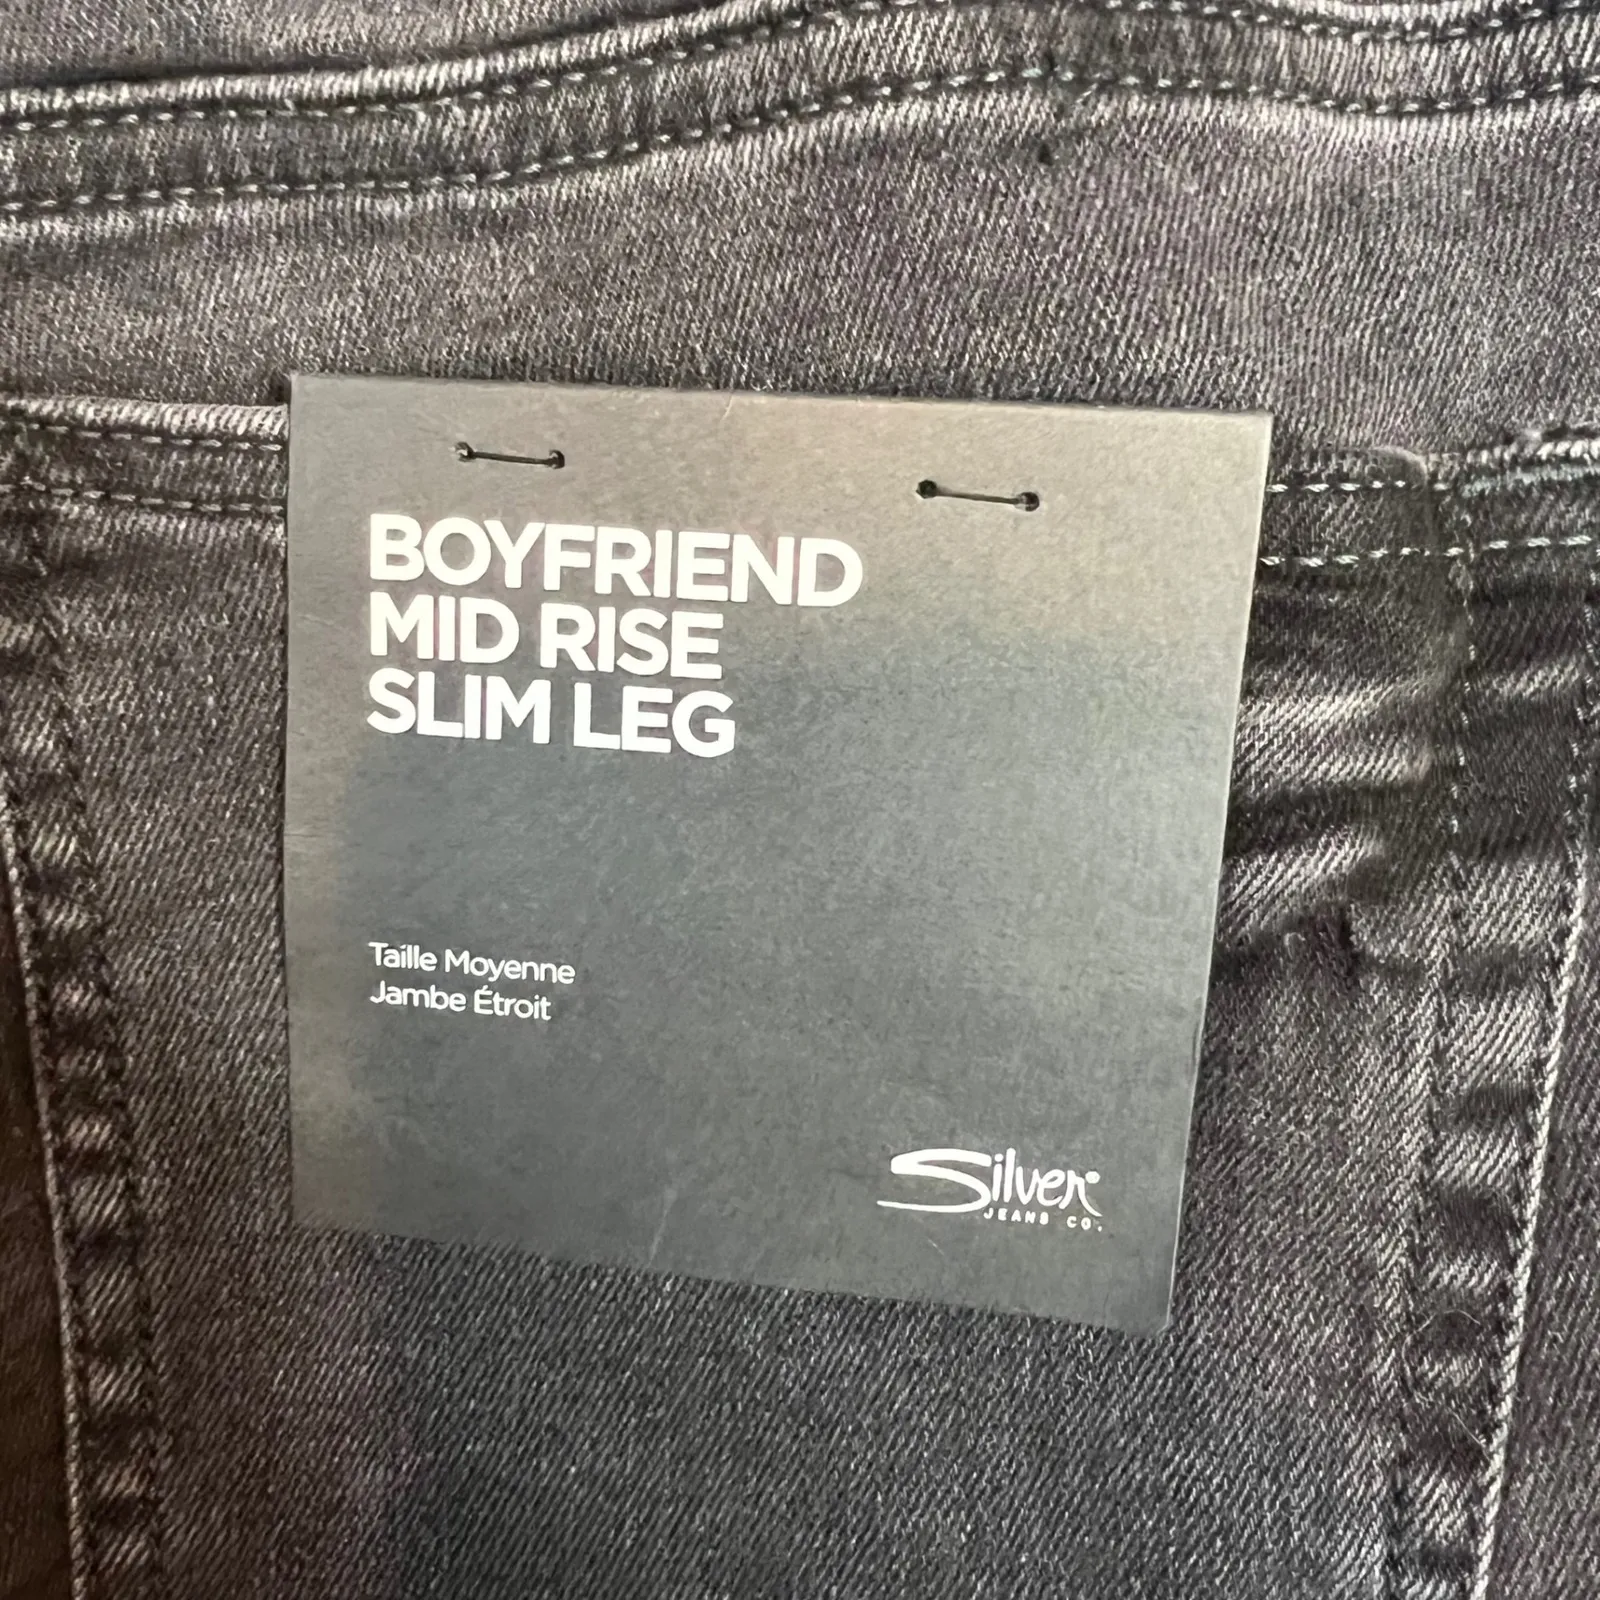 BOYFRIEND
MID RISE
SLIM LEG
Taille Moyenne
Jambe Étroit
Silver®
JEANS CO.